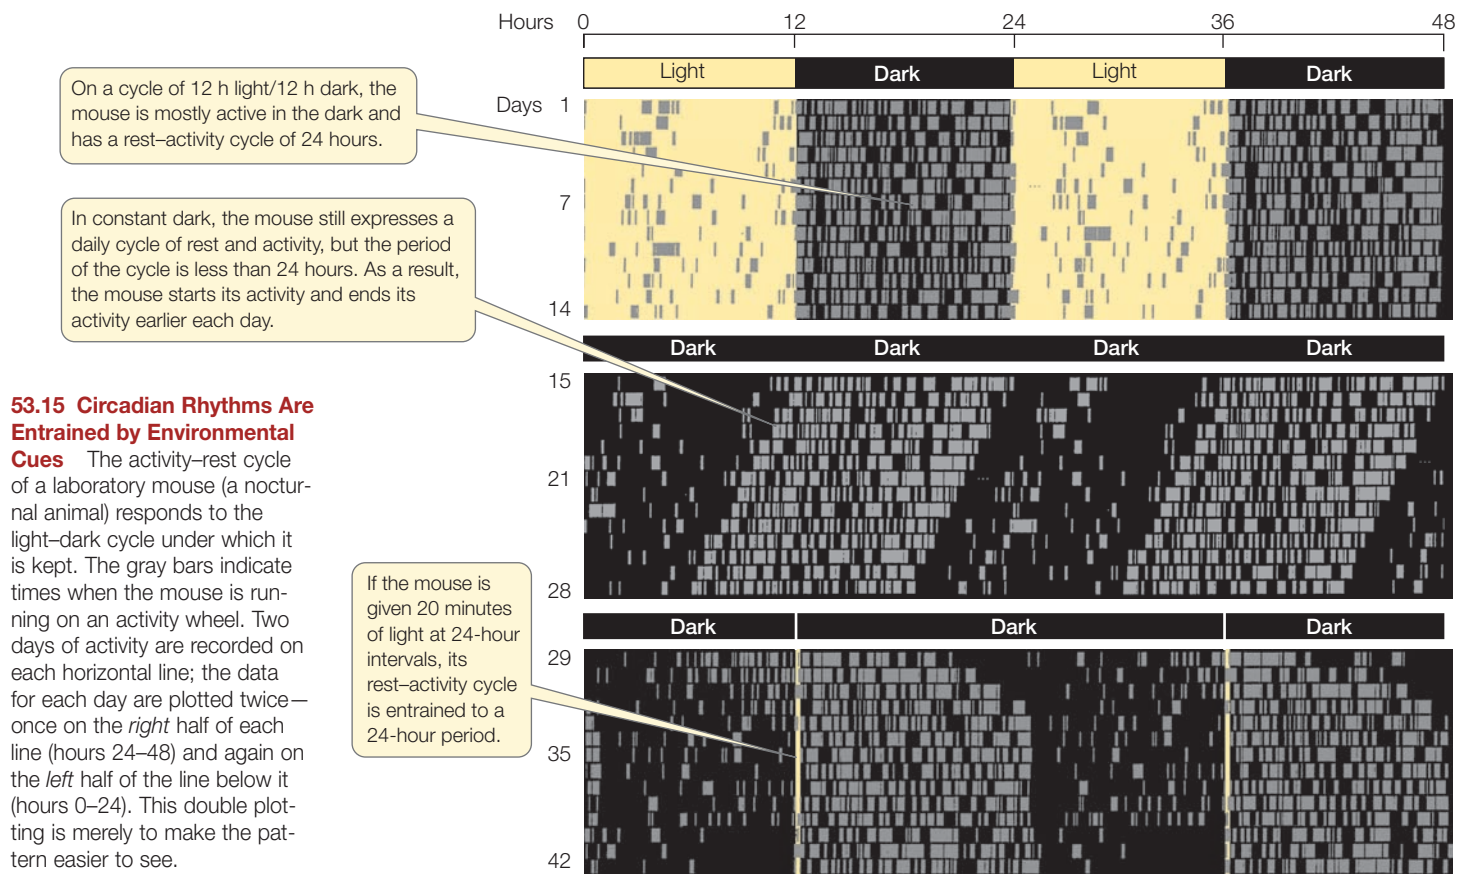 Hours 0 12 24 36 48
Light Dark Light Dark
On a cycle of 12 h light/12 h dark, the
mouse is mostly active in the dark and
has a rest–activity cycle of 24 hours.
Days 1
7
14
In constant dark, the mouse still expresses a
daily cycle of rest and activity, but the period
of the cycle is less than 24 hours. As a result,
the mouse starts its activity and ends its
activity earlier each day.
Dark Dark Dark Dark
15
21
28
53.15 Circadian Rhythms Are
Entrained by Environmental
Cues The activity–rest cycle
of a laboratory mouse (a noctur-
nal animal) responds to the
light–dark cycle under which it
is kept. The gray bars indicate
times when the mouse is run-
ning on an activity wheel. Two
days of activity are recorded on
each horizontal line; the data
for each day are plotted twice—
once on the right half of each
line (hours 24–48) and again on
the left half of the line below it
(hours 0–24). This double plot-
ting is merely to make the pat-
tern easier to see.
If the mouse is
given 20 minutes
of light at 24-hour
intervals, its
rest–activity cycle
is entrained to a
24-hour period.
Dark Dark Dark
29
35
42